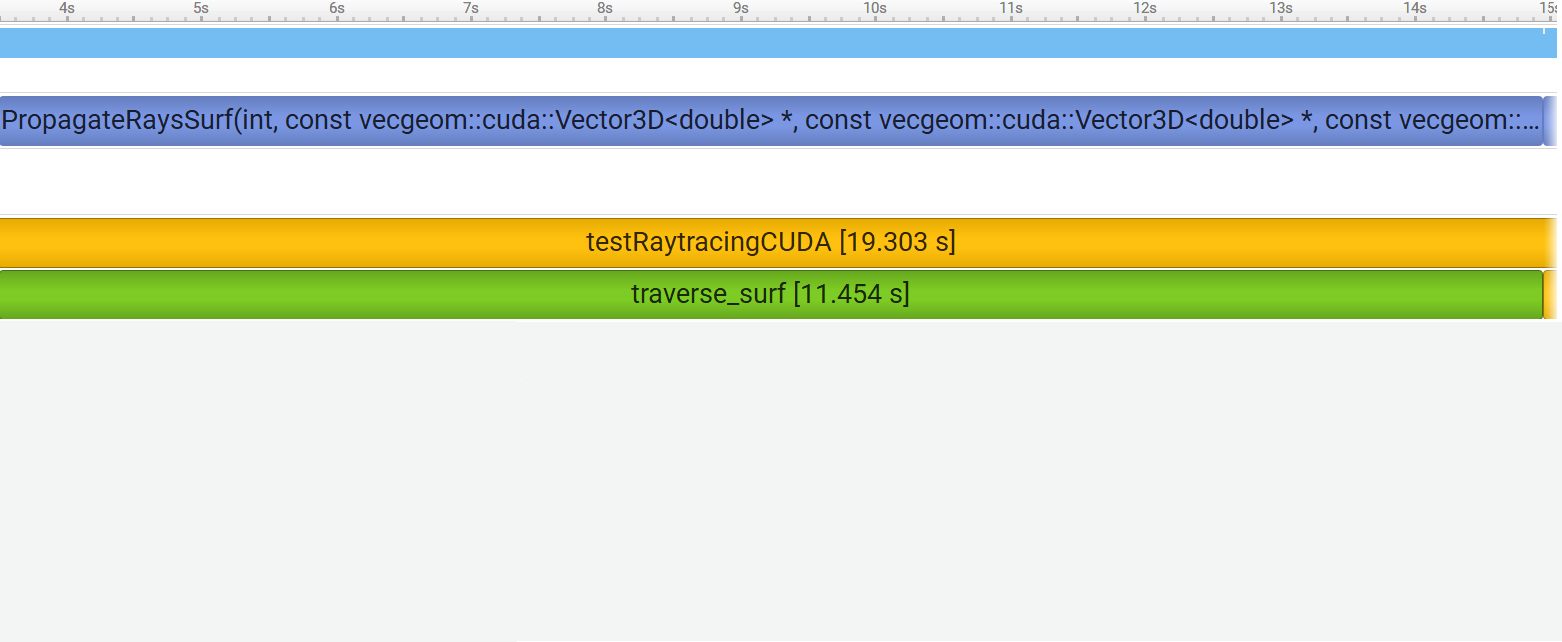 4s 5s 6s 7s 8s 9s 10s 11s 12s 13s 14s 15s
PropagateRaysSurf(int, const vecgeom::cuda::Vector3D<double> *, const vecgeom::cuda::Vector3D<double> *, const vecgeom::...
testRaytracingCUDA [19.303 s]
traverse_surf [11.454 s]